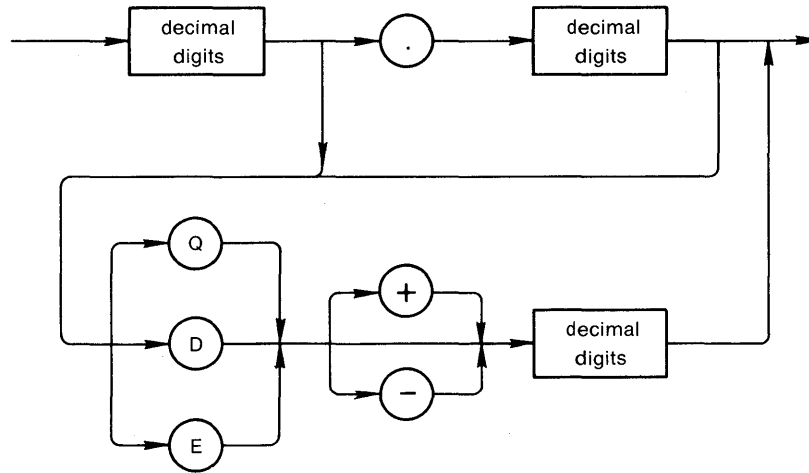 decimal
digits
.
decimal
digits
Q
+
D
decimal
digits
−
E